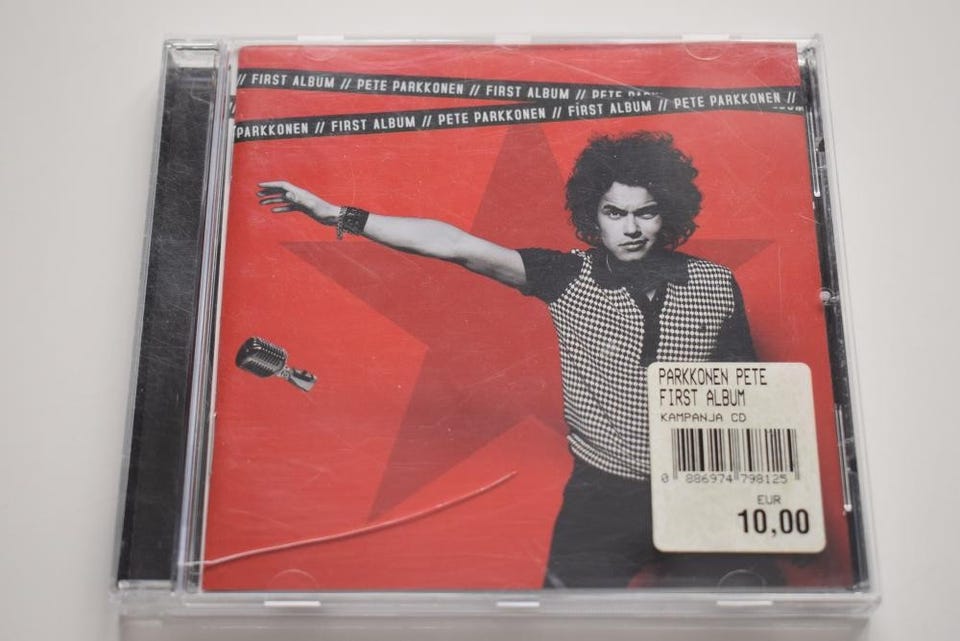 // FIRST ALBUM // PETE PARKKONEN // FIRST ALBUM // PETE
PARKKONEN // FIRST ALBUM // PETE PARKKONEN // FIRST ALBUM // PETE PARKKONEN //
PARKKONEN PETE
FIRST ALBUM
KAMPANJA CD
0 886974 798125
EUR
10,00